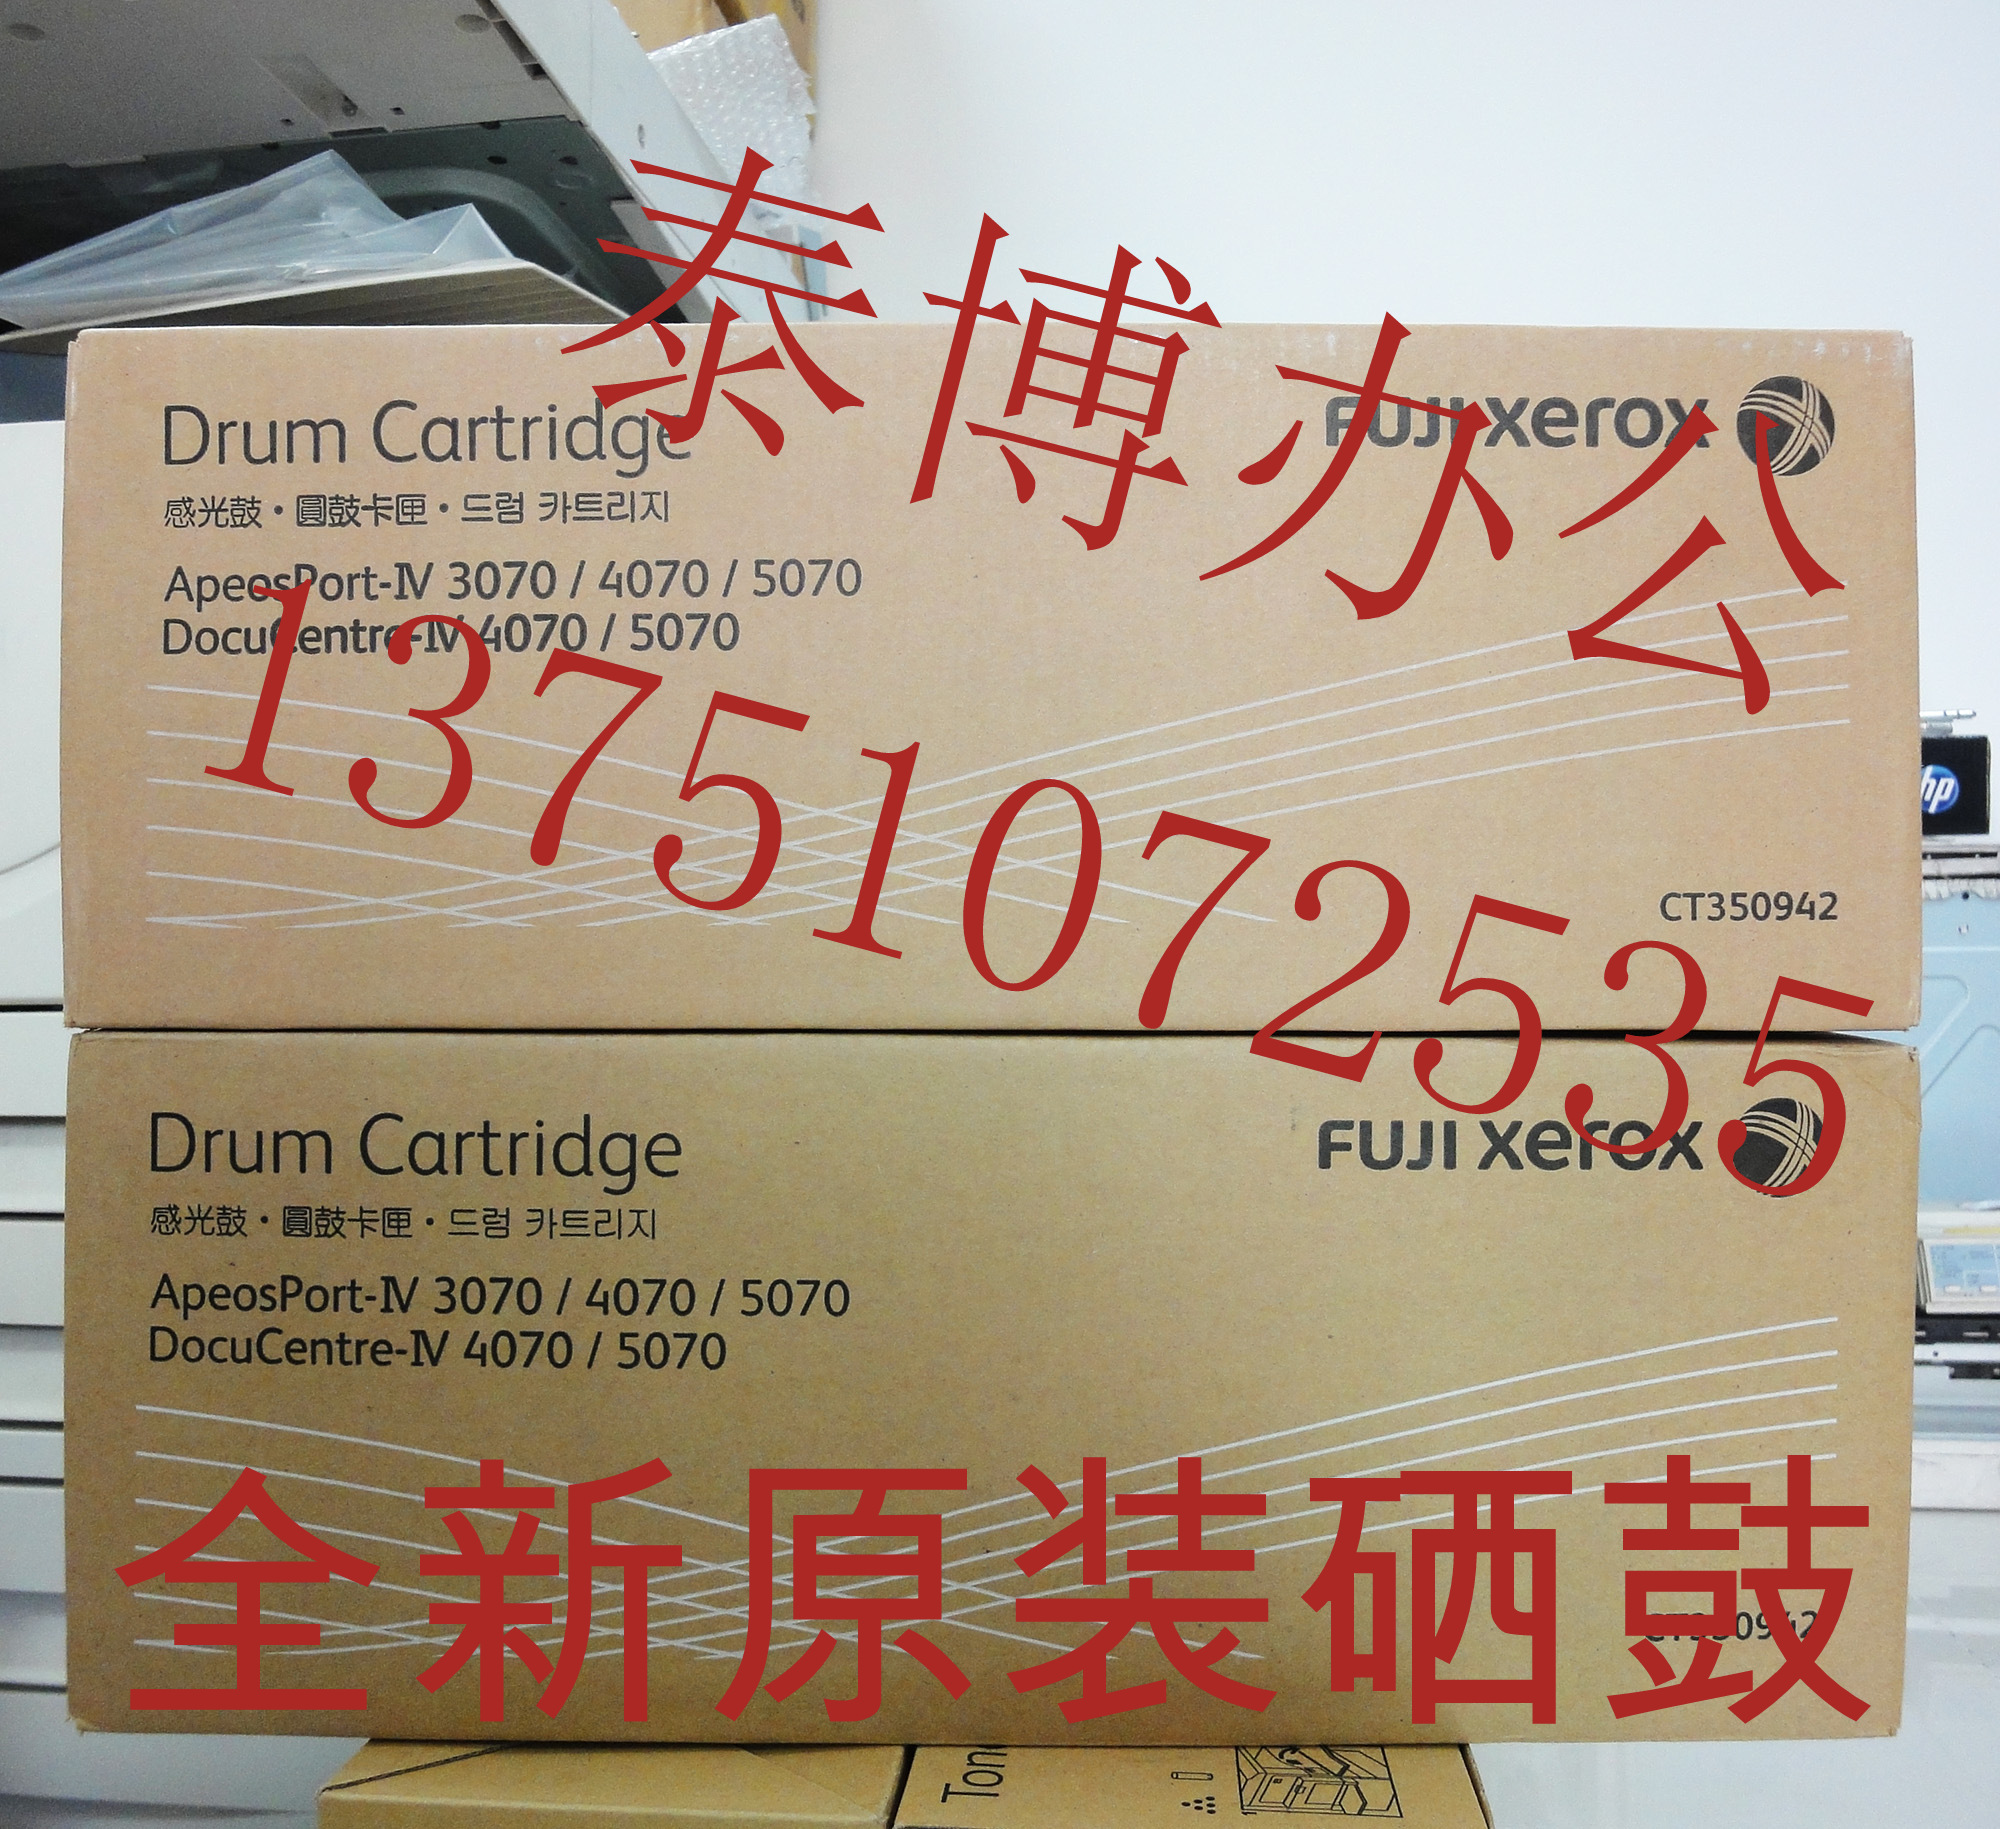 泰博办公
Drum Cartridge
FUJI xerox
感光鼓・圓鼓卡匣・드럼 카트리지
ApeosPort-IV 3070 / 4070 / 5070
DocuCentre-IV 4070 / 5070
13751072535
hp
CT350942
Drum Cartridge
FUJI xerox
感光鼓・圓鼓卡匣・드럼 카트리지
ApeosPort-IV 3070 / 4070 / 5070
DocuCentre-IV 4070 / 5070
全新原装硒鼓
CT350942